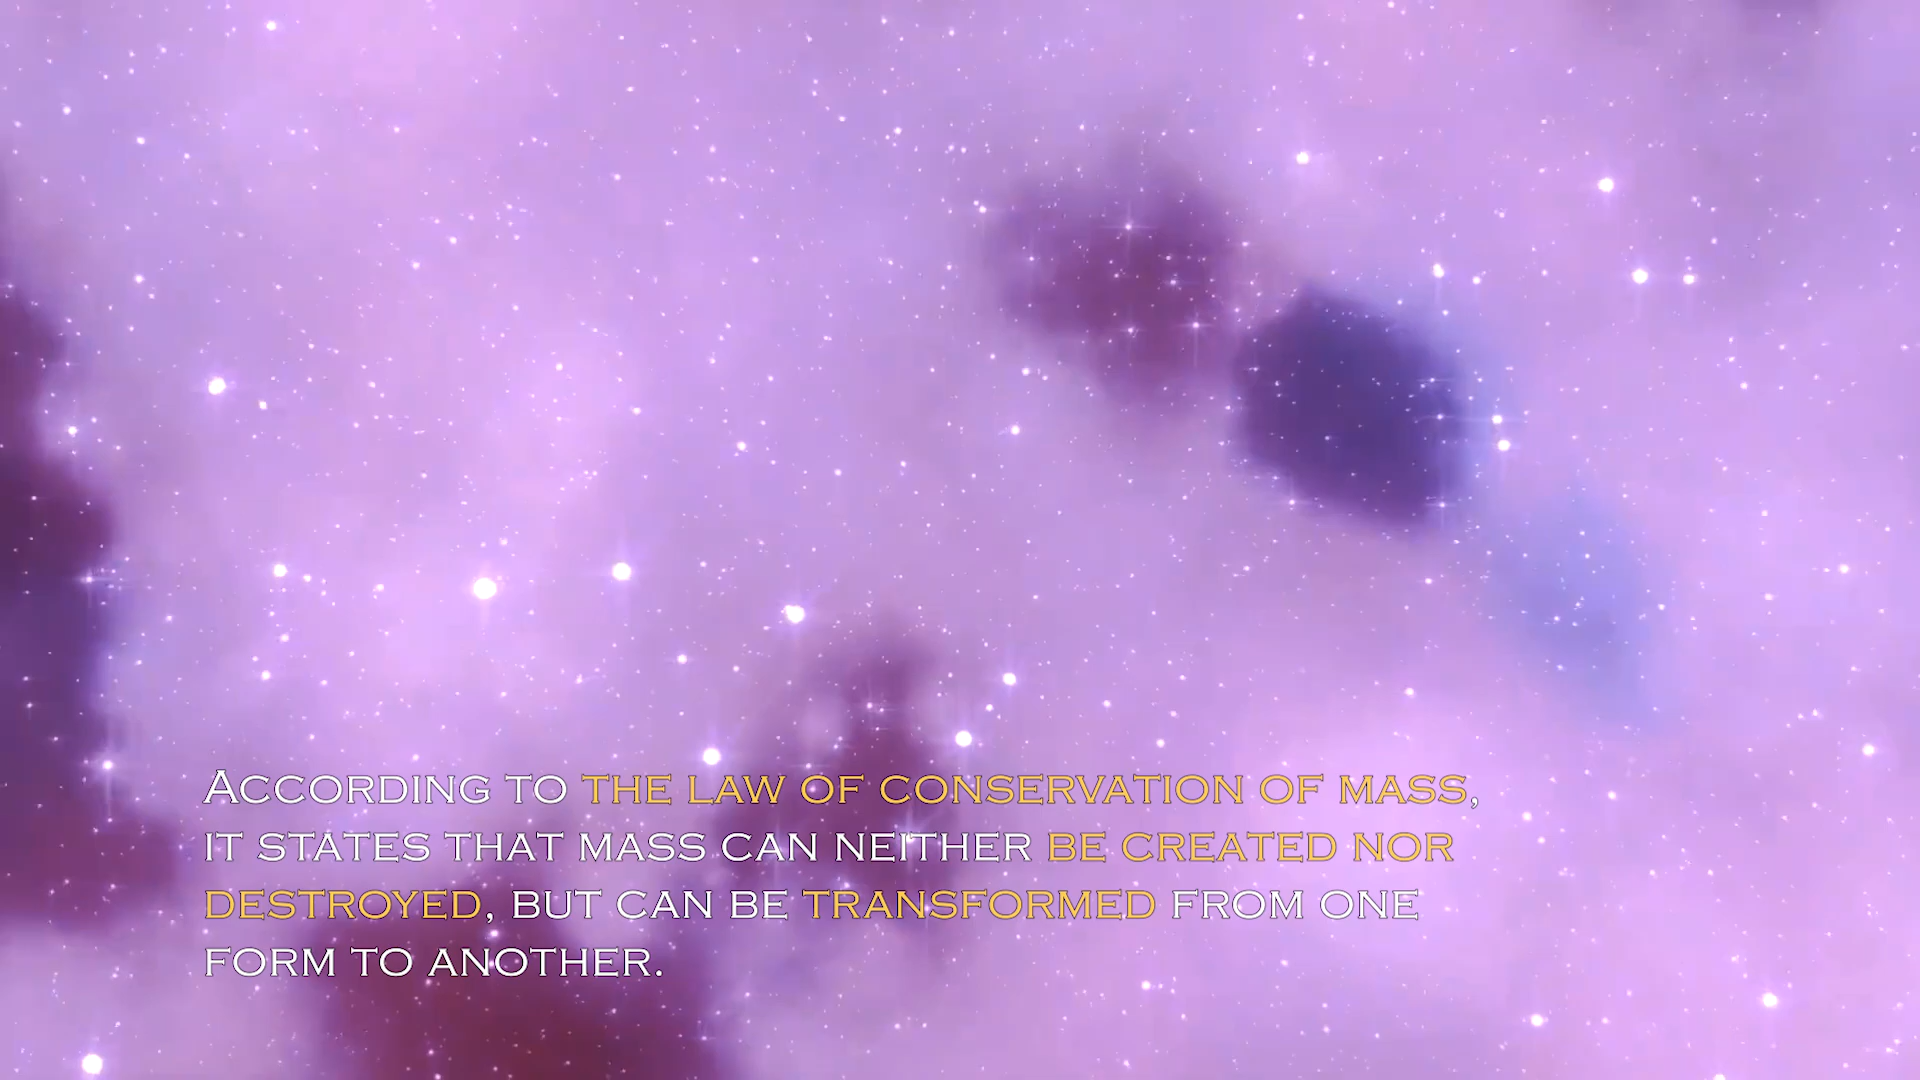 According to the law of conservation of mass,
it states that mass can neither be created nor
destroyed, but can be transformed from one
form to another.